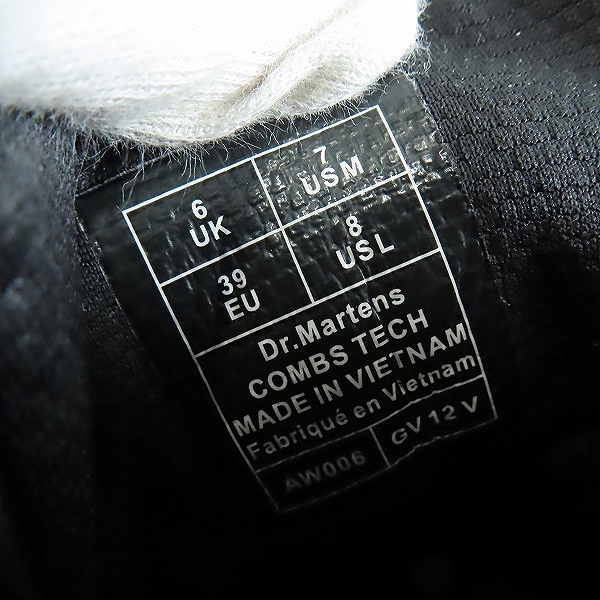 6
UK
7
USM
39
EU
8
USL
Dr.Martens
COMBS TECH
MADE IN VIETNAM
Fabriqué en Vietnam
AW006
GV 12 V